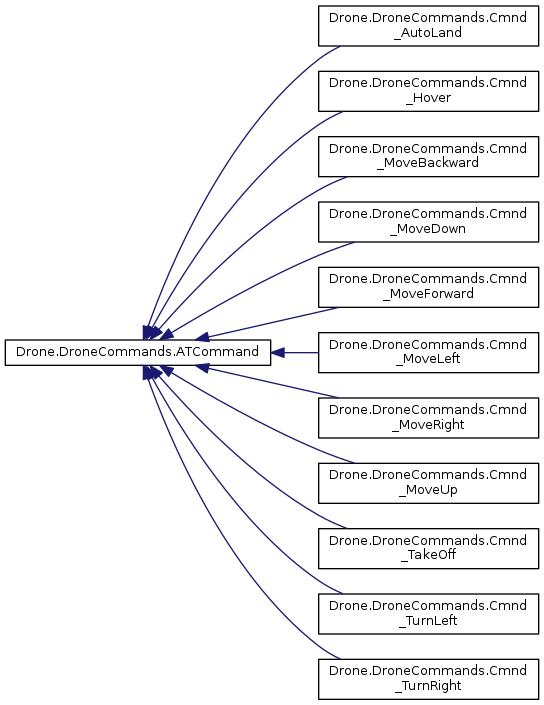 Drone.DroneCommands.Cmnd
_AutoLand
Drone.DroneCommands.Cmnd
_Hover
Drone.DroneCommands.Cmnd
_MoveBackward
Drone.DroneCommands.Cmnd
_MoveDown
Drone.DroneCommands.Cmnd
_MoveForward
Drone.DroneCommands.ATCommand
Drone.DroneCommands.Cmnd
_MoveLeft
Drone.DroneCommands.Cmnd
_MoveRight
Drone.DroneCommands.Cmnd
_MoveUp
Drone.DroneCommands.Cmnd
_TakeOff
Drone.DroneCommands.Cmnd
_TurnLeft
Drone.DroneCommands.Cmnd
_TurnRight